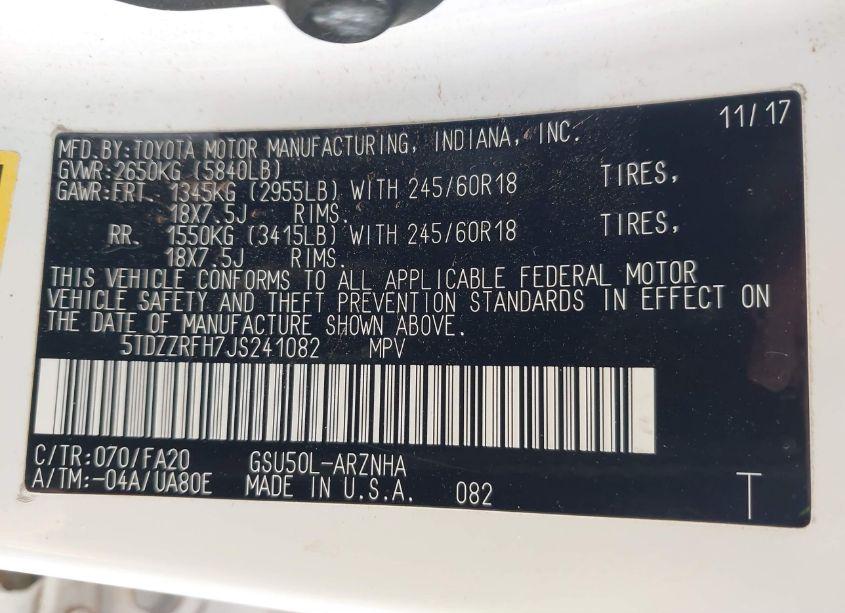 11/17
MFD.BY:TOYOTA MOTOR MANUFACTURING, INDIANA, INC.
GVWR:2650KG (5840LB)
GAWR:FRT. 1345KG (2955LB) WITH 245/60R18 TIRES,
18X7.5J RIMS.
RR. 1550KG (3415LB) WITH 245/60R18 TIRES,
18X7.5J RIMS.
THIS VEHICLE CONFORMS TO ALL APPLICABLE FEDERAL MOTOR
VEHICLE SAFETY AND THEFT PREVENTION STANDARDS IN EFFECT ON
THE DATE OF MANUFACTURE SHOWN ABOVE.
5TDZZRFH7JS241082 MPV
C/TR:070/FA20 GSU50L-ARZNHA
A/TM:-04A/UA80E MADE IN U.S.A. 082 T